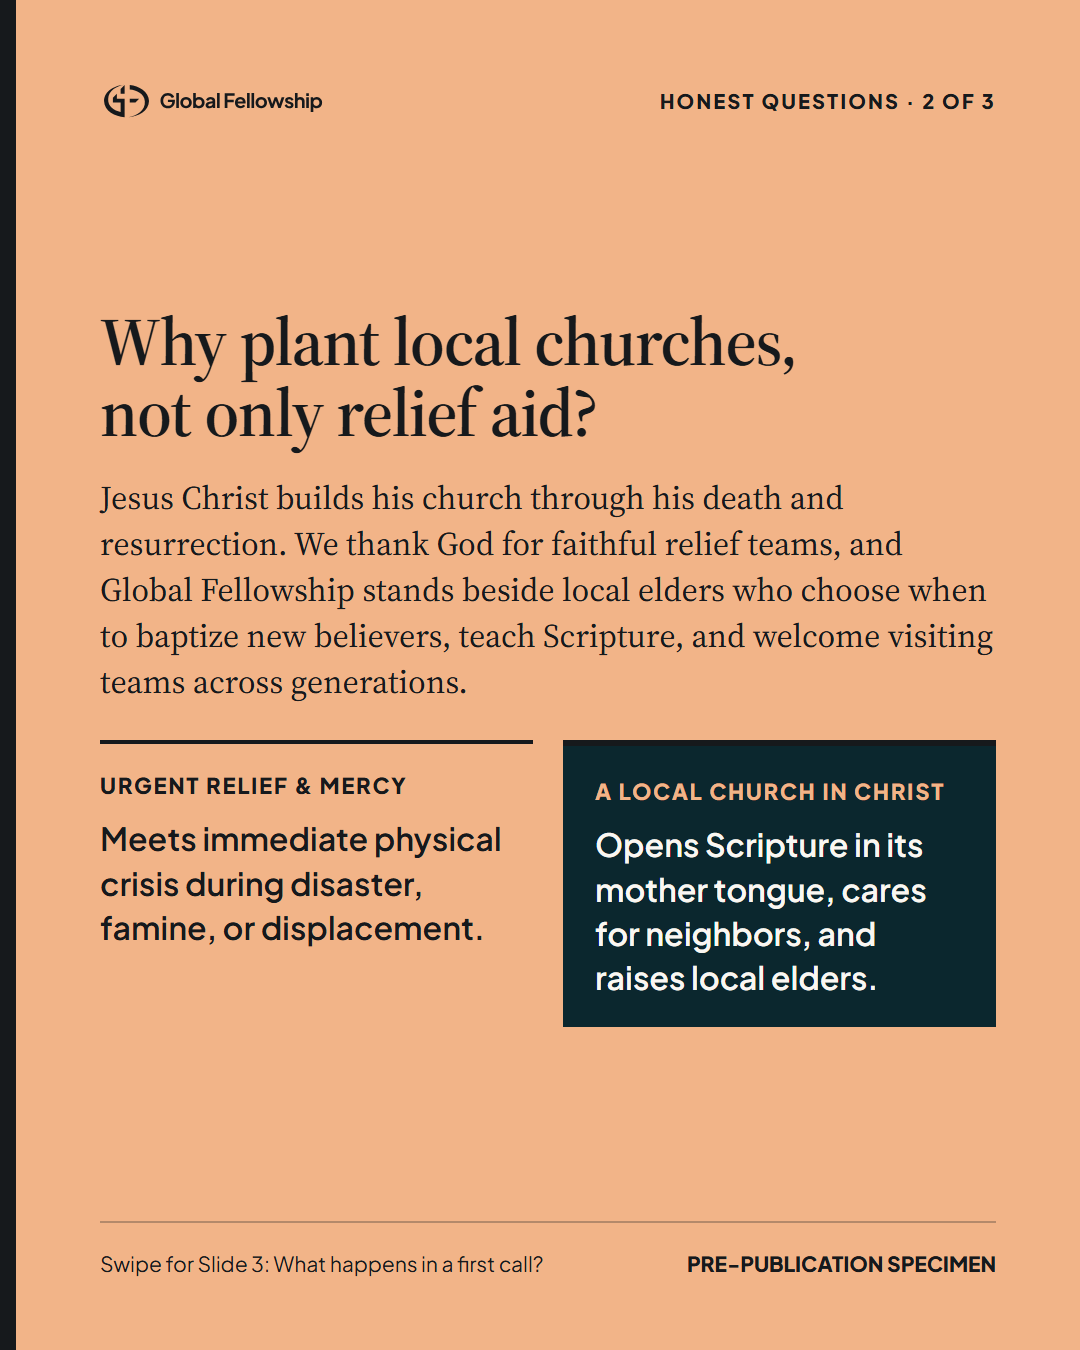 Global Fellowship
HONEST QUESTIONS · 2 OF 3
Why plant local churches,
not only relief aid?
Jesus Christ builds his church through his death and
resurrection. We thank God for faithful relief teams, and
Global Fellowship stands beside local elders who choose when
to baptize new believers, teach Scripture, and welcome visiting
teams across generations.
URGENT RELIEF & MERCY
Meets immediate physical
crisis during disaster,
famine, or displacement.
A LOCAL CHURCH IN CHRIST
Opens Scripture in its
mother tongue, cares
for neighbors, and
raises local elders.
Swipe for Slide 3: What happens in a first call?
PRE-PUBLICATION SPECIMEN